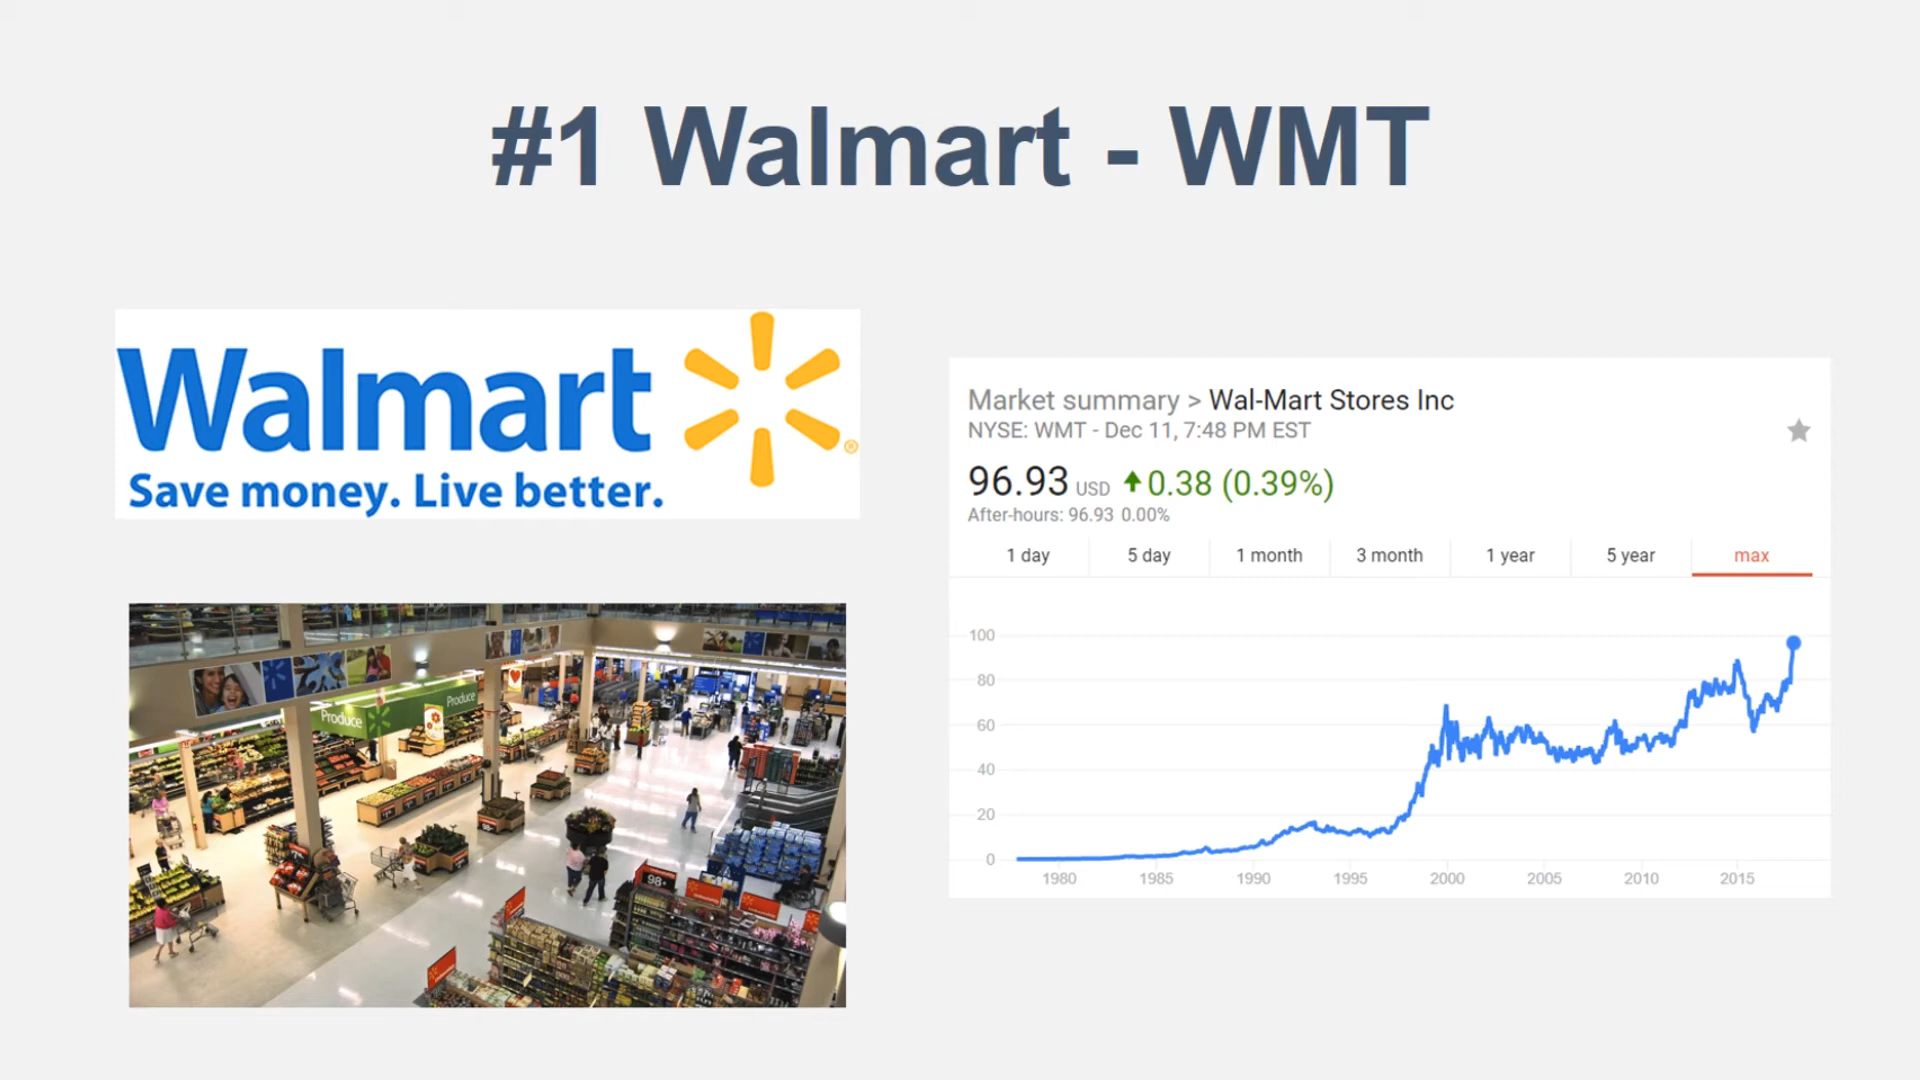 #1 Walmart - WMT
Walmart
®
Save money. Live better.
Market summary > Wal-Mart Stores Inc
NYSE: WMT - Dec 11, 7:48 PM EST
96.93 USD 0.38 (0.39%)
After-hours: 96.93 0.00%
1 day 5 day 1 month 3 month 1 year 5 year max
100
80
60
40
20
0
1980 1985 1990 1995 2000 2005 2010 2015
Produce Produce
98